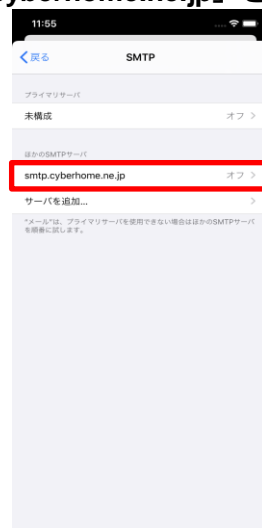 yberhome.ne.jp」
11:55
戻る
SMTP
プライマリサーバ
未構成
オフ
ほかのSMTPサーバ
smtp.cyberhome.ne.jp
オフ
サーバを追加...
"メール"は、プライマリサーバを使用できない場合はほかのSMTPサーバ
を順番に試します。